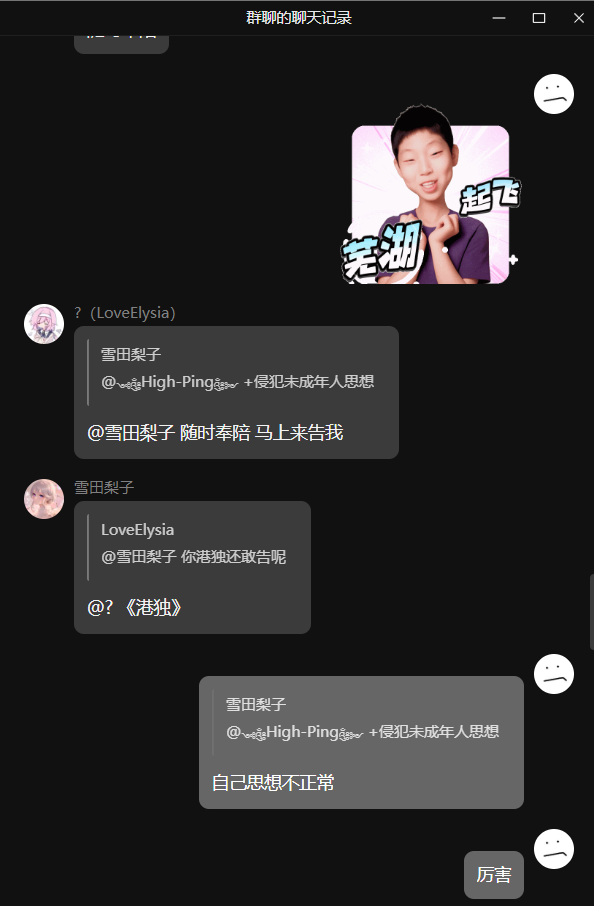 群聊的聊天记录
芜湖
起飞
? (LoveElysia)
雪田梨子
@High-Ping +侵犯未成年人思想
@雪田梨子 随时奉陪 马上来告我
雪田梨子
LoveElysia
@雪田梨子 你港独还敢告呢
@? 《港独》
雪田梨子
@High-Ping +侵犯未成年人思想
自己思想不正常
厉害